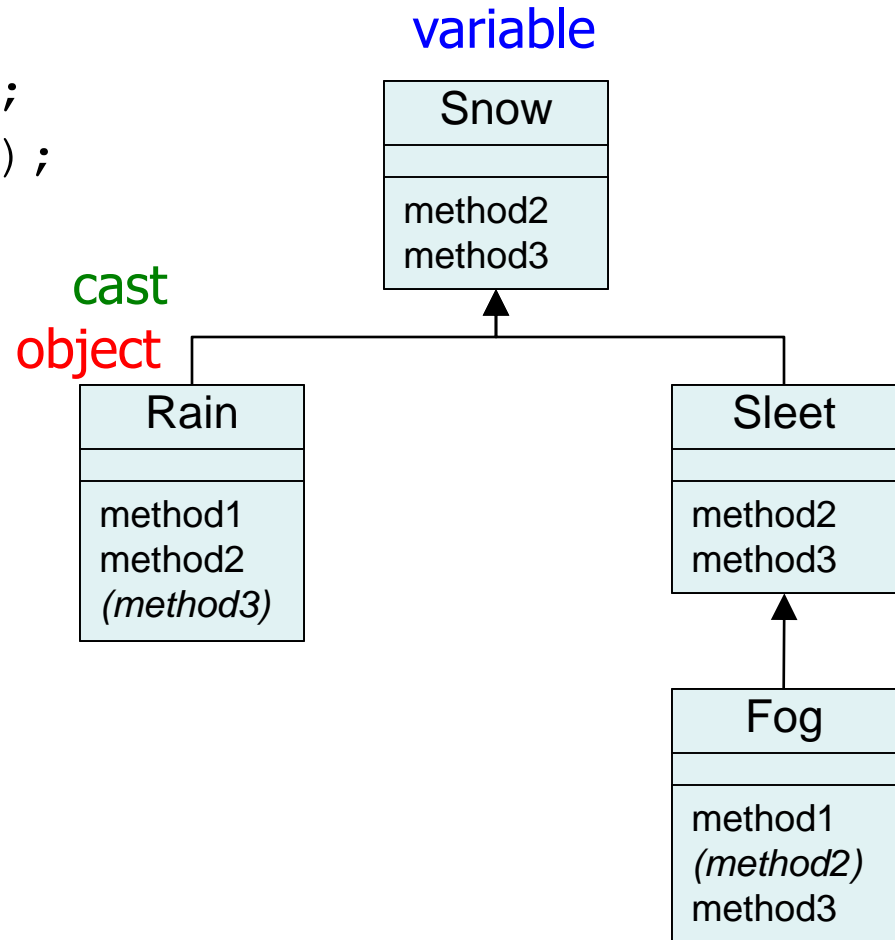 variable
;
);
Snow
method2
method3
cast
object
Rain
method1
method2
(method3)
Sleet
method2
method3
Fog
method1
(method2)
method3